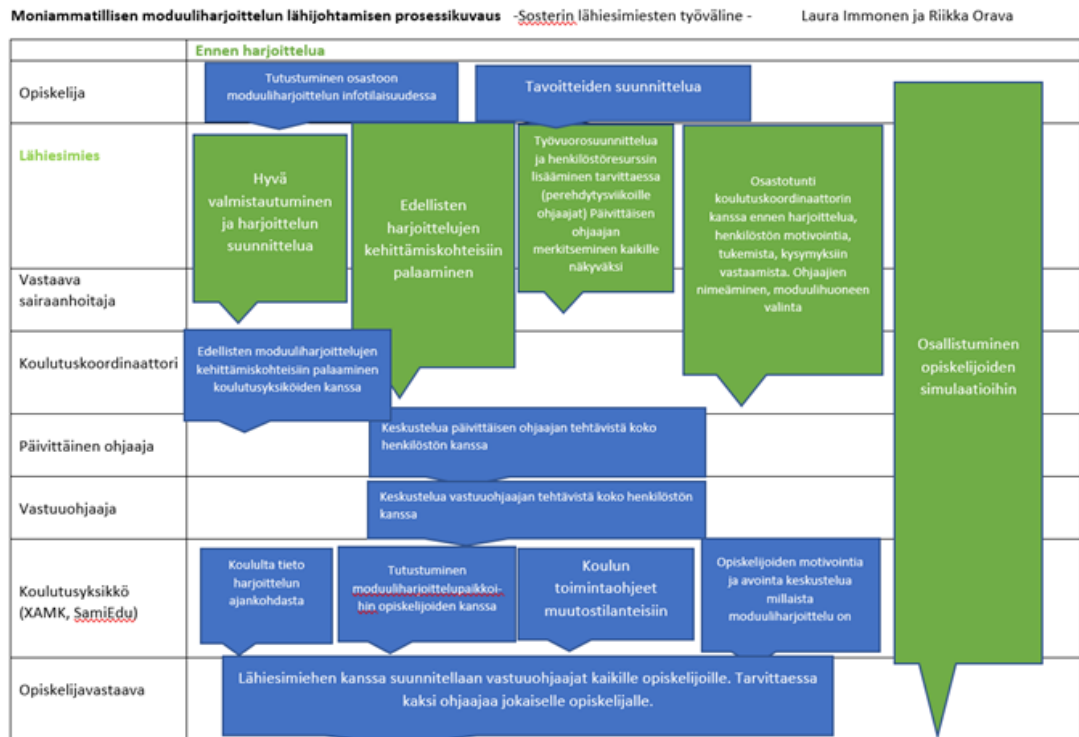 Moniammatillisen moduuliharjoittelun lähijohtamisen prosessikuvaus -Sosterin lähiesimiesten työväline - Laura Immonen ja Riikka Orava
Ennen harjoittelua
Opiskelija
Tutustuminen osastoon
moduuliharjoittelun infotilaisuudessa
Tavoitteiden suunnittelua
Lähiesimies
Hyvä
valmistautuminen
ja harjoittelun
suunnittelua
Edellisten
harjoittelujen
kehittämiskohteisiin
palaaminen
Työvuorosuunnittelua
ja henkilöstöresurssin
lisääminen tarvittaessa
(perehdytysviikoille
ohjaajat) Päivittäisen
ohjaajan
merkitseminen kaikille
näkyväksi
Osastotunti
koulutuskoordinaattorin
kanssa ennen harjoittelua,
henkilöstön motivointia,
tukemista, kysymyksiin
vastaamista. Ohjaajien
nimeäminen, moduulihuoneen
valinta
Osallistuminen
opiskelijoiden
simulaatioihin
Vastaava
sairaanhoitaja
Koulutuskoordinaattori
Edellisten moduuliharjoittelujen
kehittämiskohteisiin palaaminen
koulutusyksiköiden kanssa
Päivittäinen ohjaaja
Keskustelua päivittäisen ohjaajan tehtävistä koko
henkilöstön kanssa
Vastuuohjaaja
Keskustelua vastuuohjaajan tehtävistä koko henkilöstön
kanssa
Koulutusyksikkö
(XAMK, SamiEdu)
Koululta tieto
harjoittelun
ajankohdasta
Tutustuminen
moduuliharjoittelupaikkoi-
hin opiskelijoiden kanssa
Koulun
toimintaohjeet
muutostilanteisiin
Opiskelijoiden motivointia
ja avointa keskustelua
millaista
moduuliharjoittelu on
Opiskelijavastaava
Lähiesimiehen kanssa suunnitellaan vastuuohjaajat kaikille opiskelijoille. Tarvittaessa
kaksi ohjaajaa jokaiselle opiskelijalle.